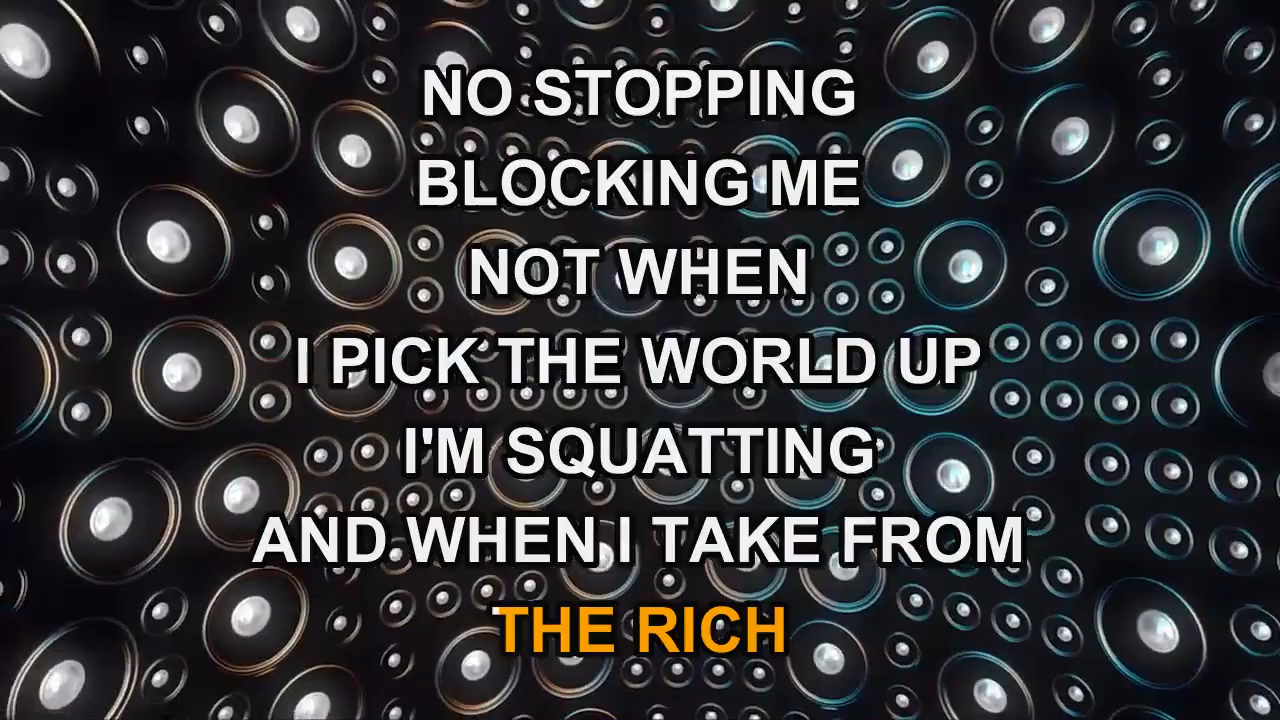 NO STOPPING
BLOCKING ME
NOT WHEN
I PICK THE WORLD UP
I'M SQUATTING
AND WHEN I TAKE FROM
THE RICH